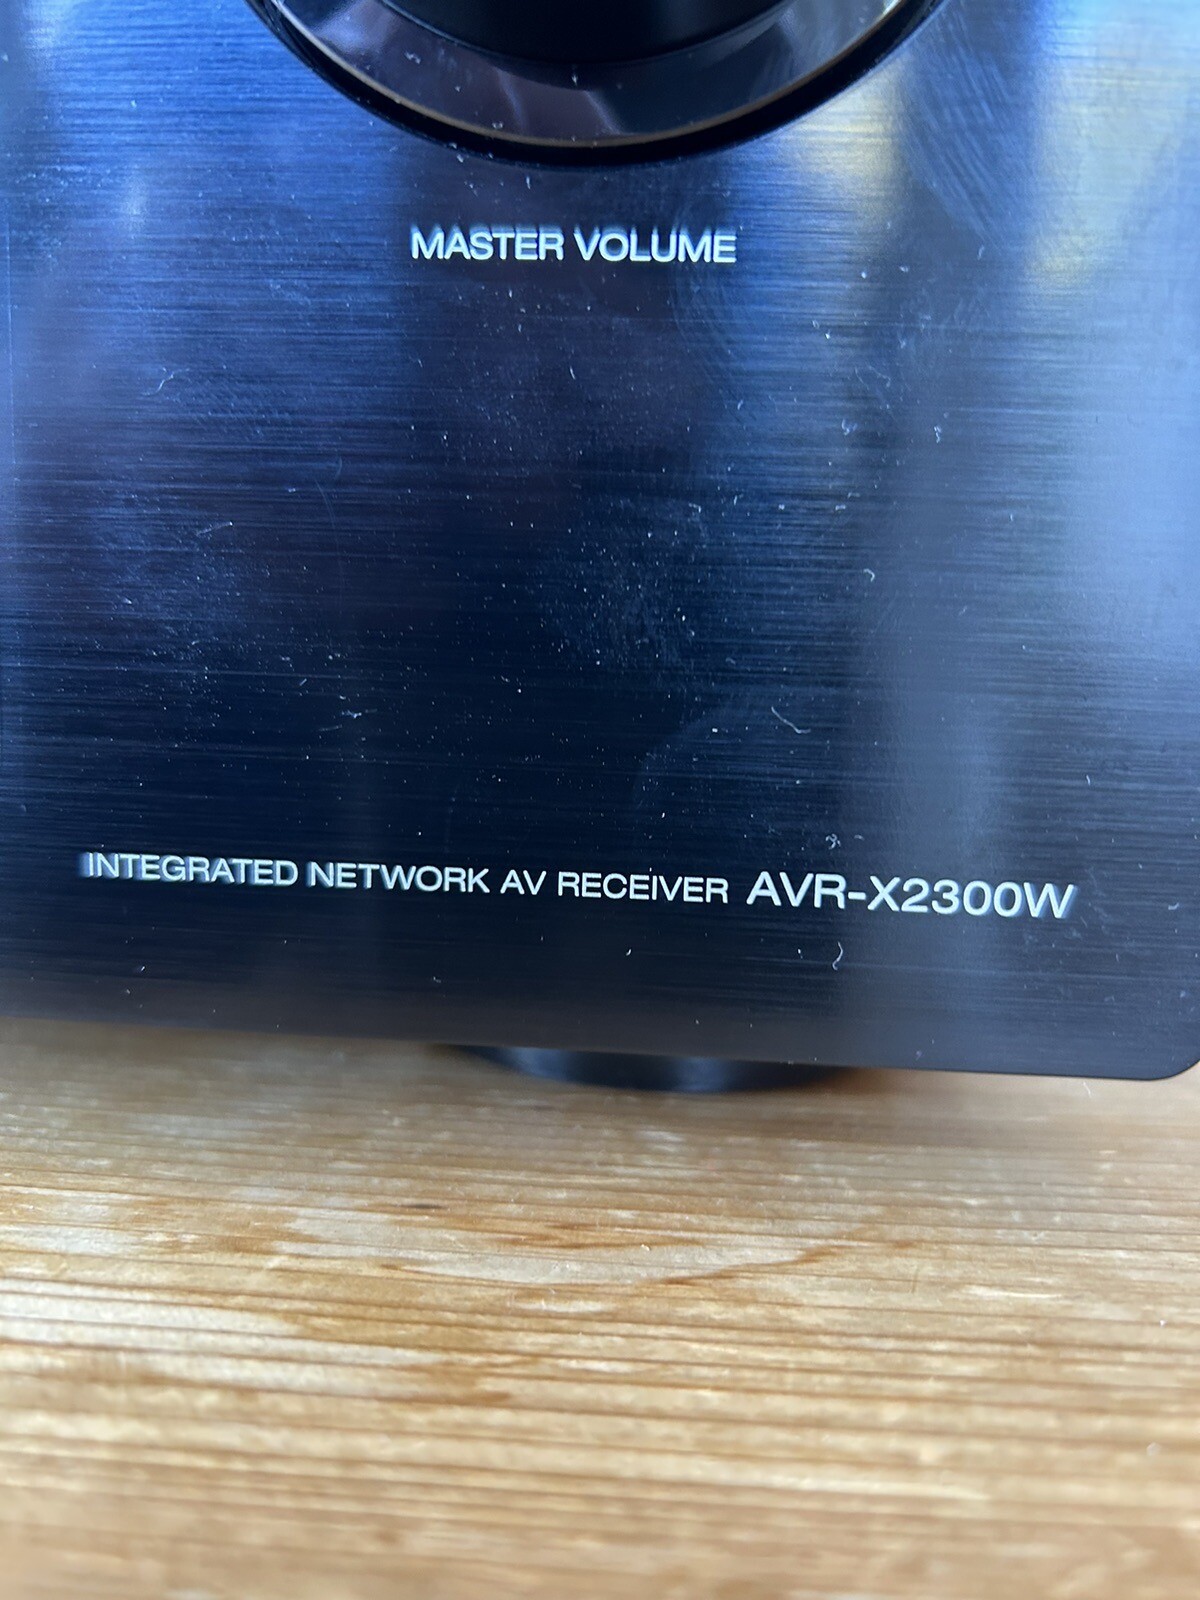 MASTER VOLUME
INTEGRATED NETWORK AV RECEIVER AVR-X2300W